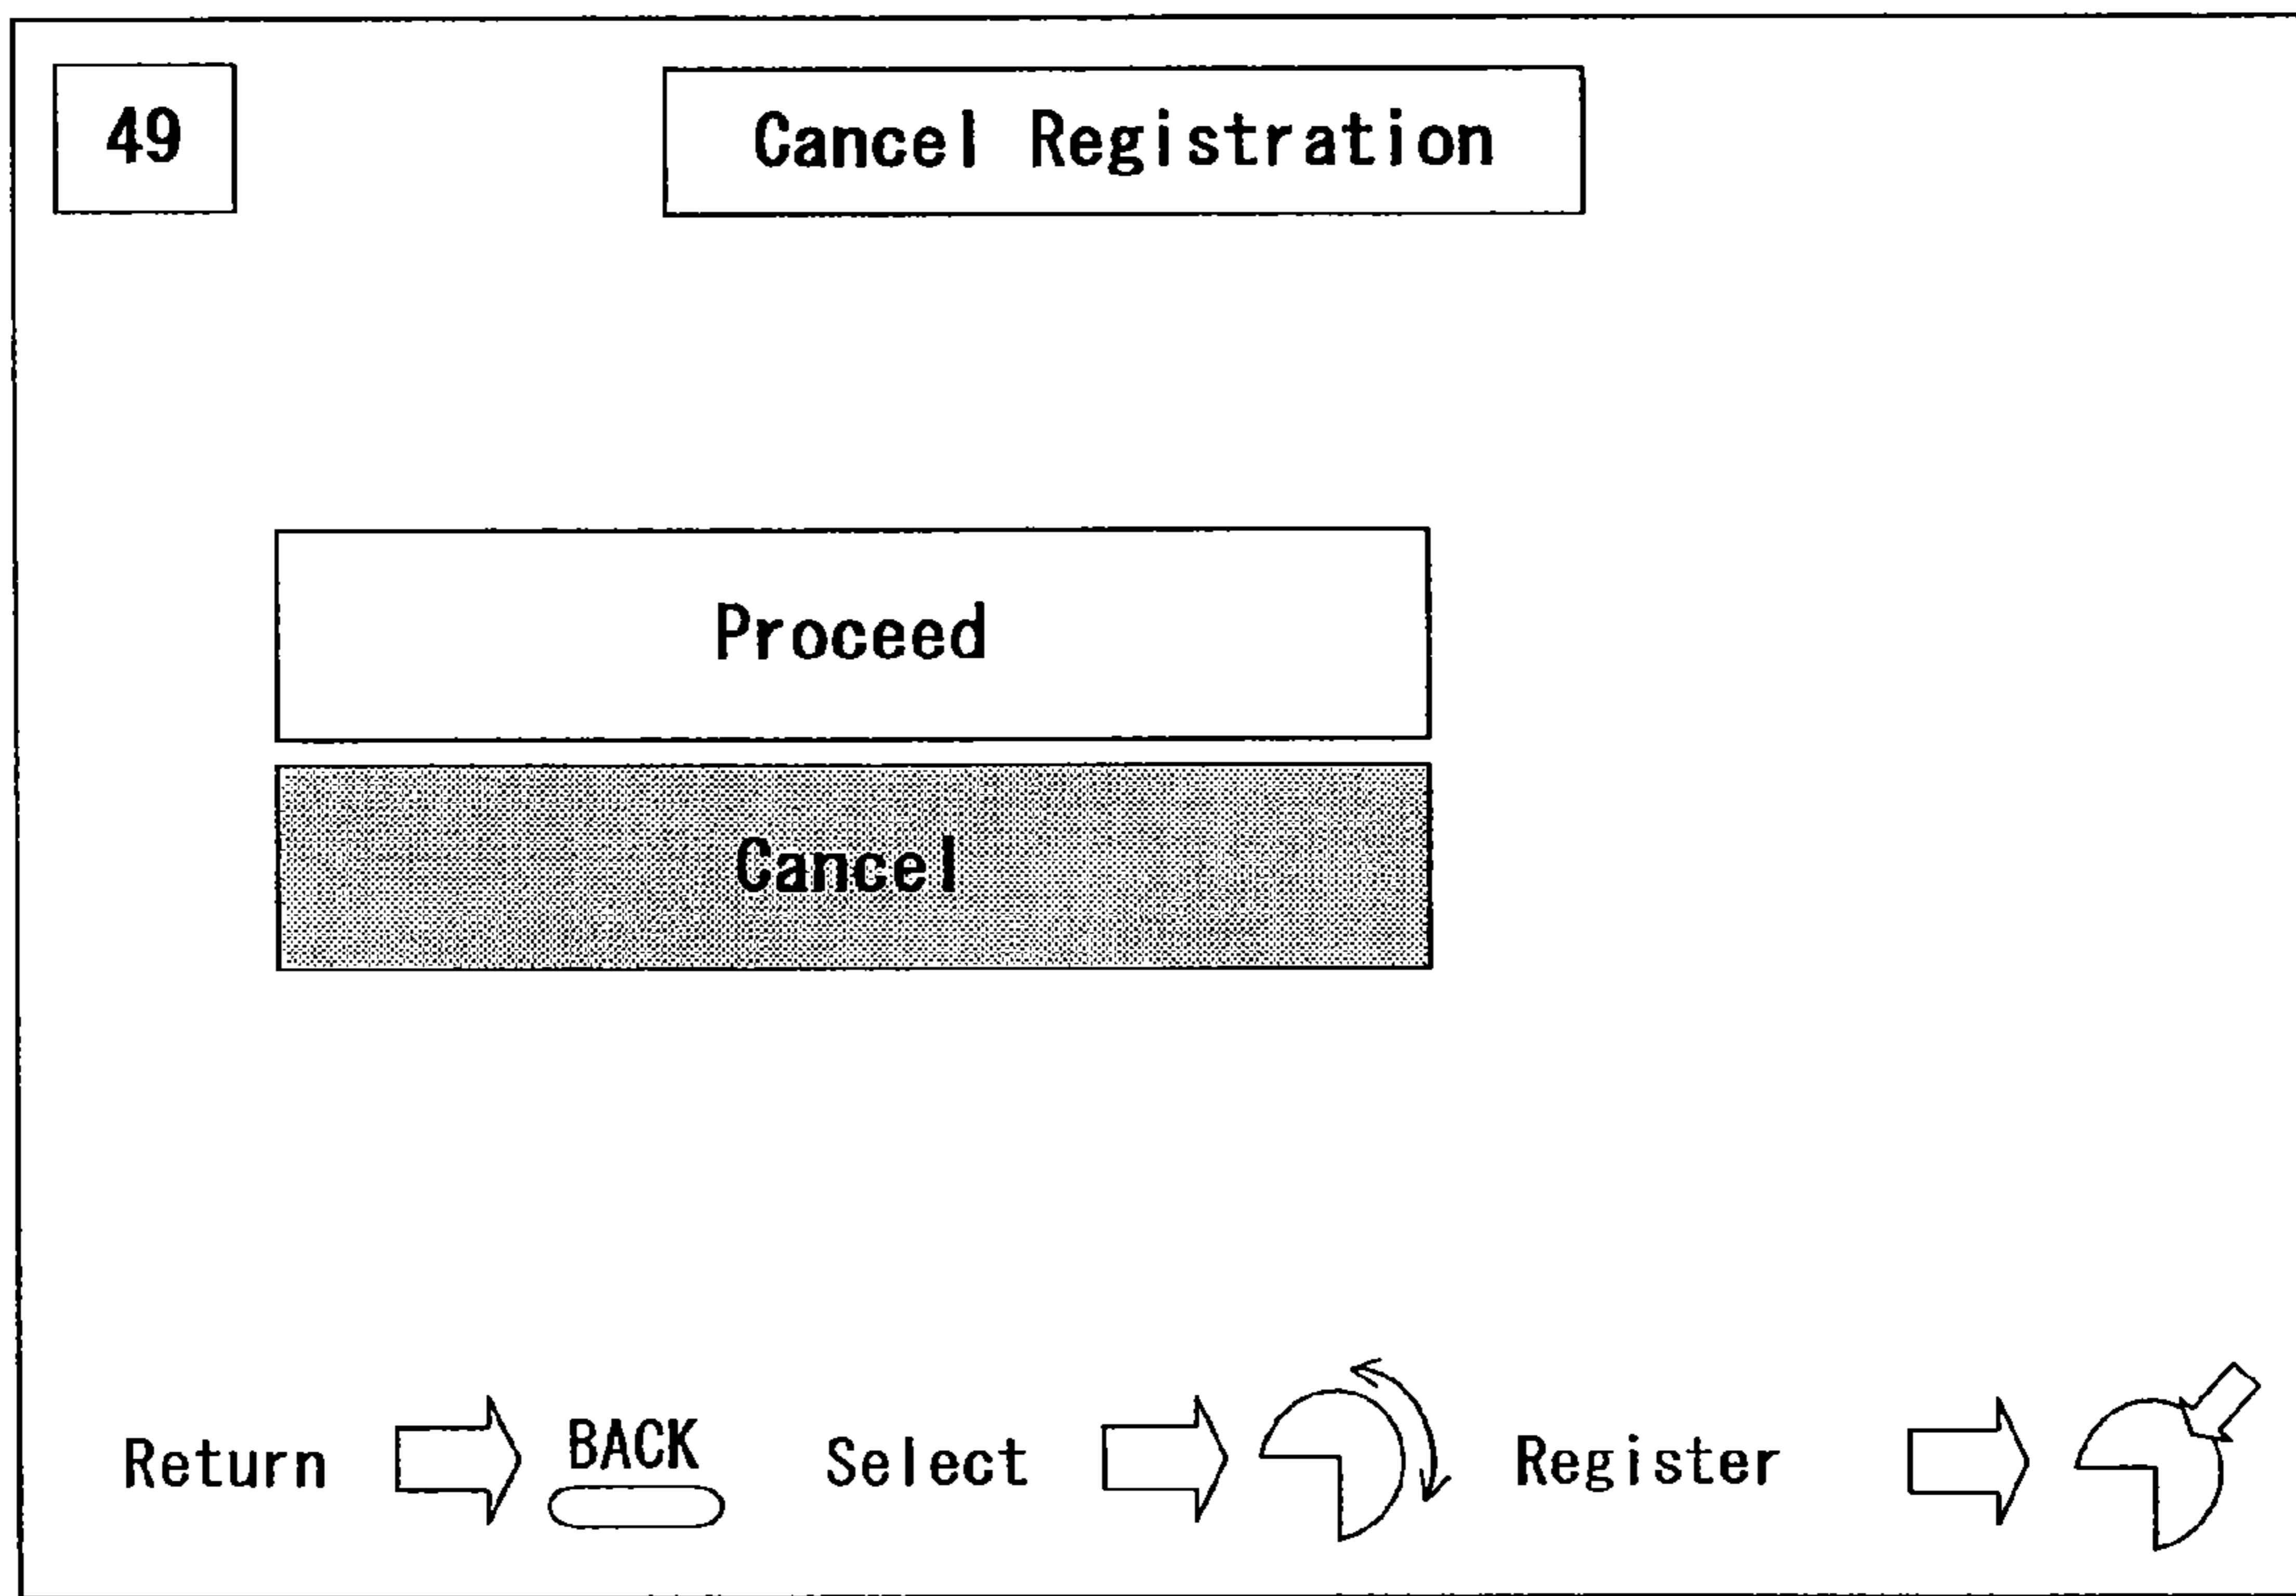 49
Cancel Registration
Proceed
Cancel
Return BACK Select Register